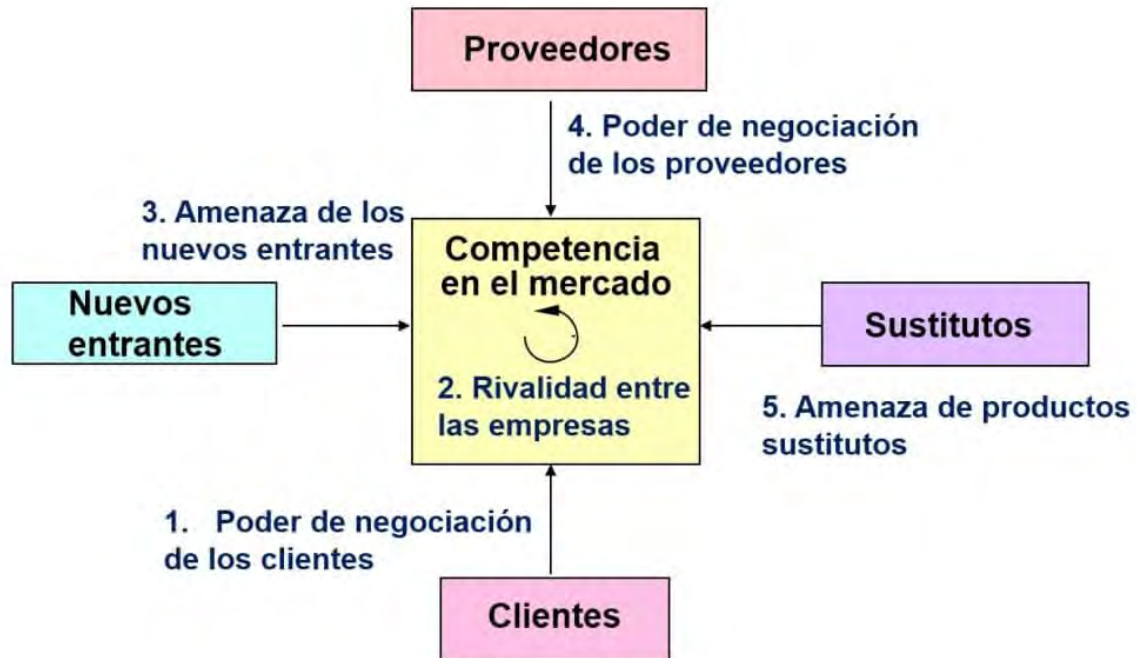 Proveedores
4. Poder de negociación
de los proveedores
3. Amenaza de los
nuevos entrantes
Competencia
en el mercado
Nuevos
entrantes
Sustitutos
2. Rivalidad entre
las empresas
5. Amenaza de productos
sustitutos
1. Poder de negociación
de los clientes
Clientes